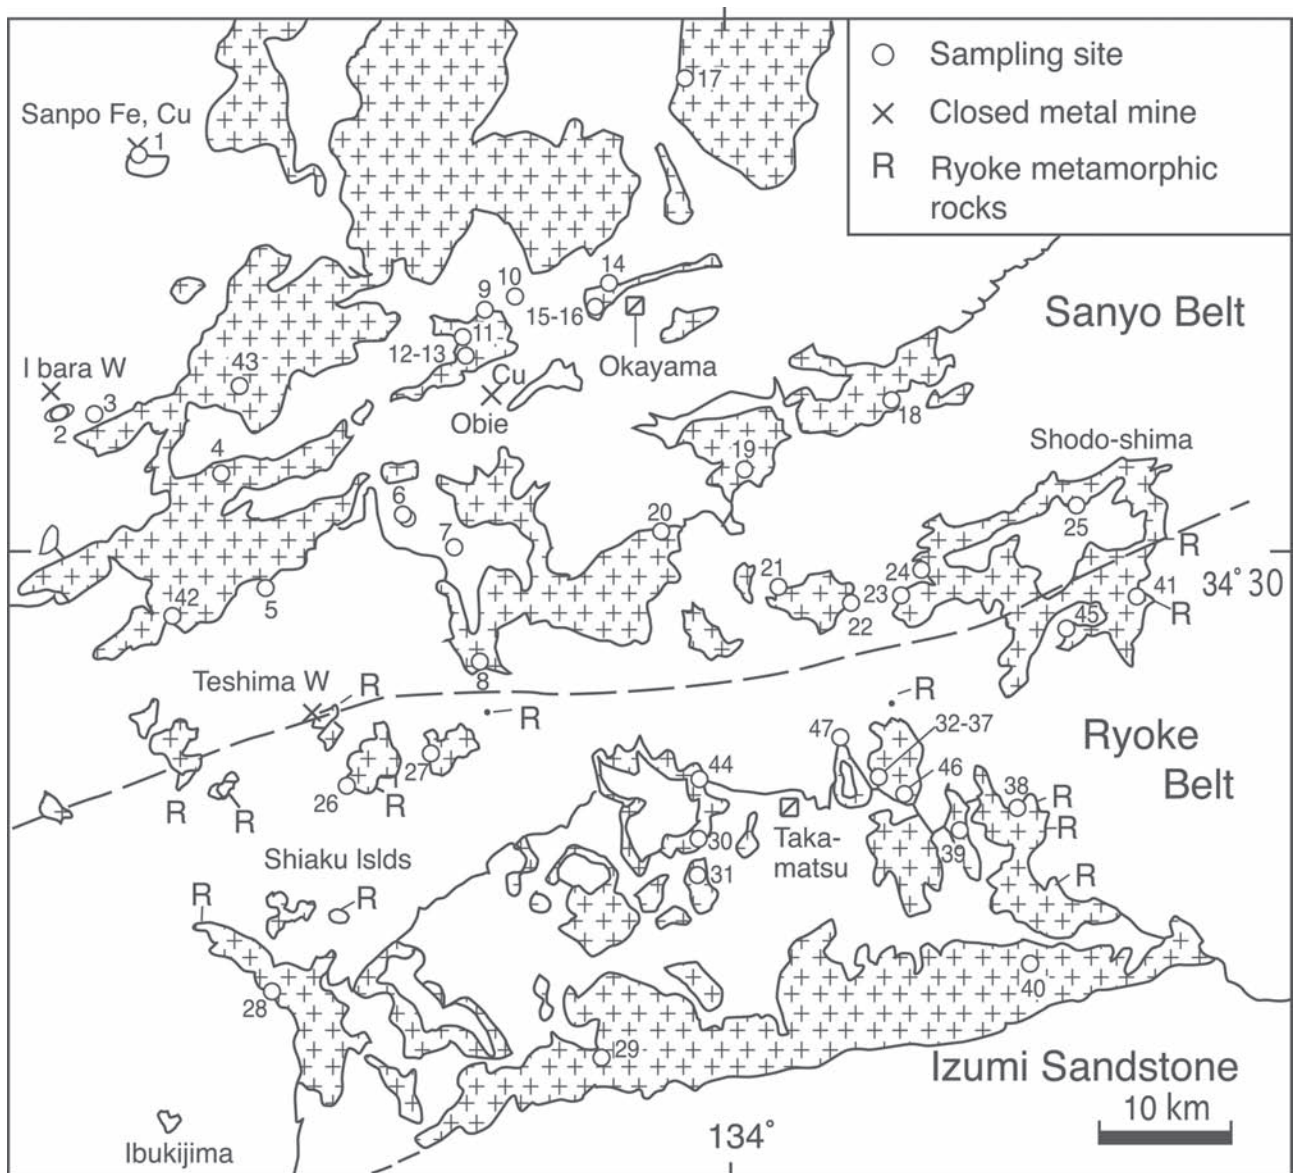 Sampling site
Closed metal mine
R Ryoke metamorphic
rocks
17
Sanpo Fe, Cu
1
14
10
9
15-16
11
12-13
Okayama
Sanyo Belt
I bara W
43
3
2
Cu
Obie
18
4
19
Shodo-shima
6
7
20
25
R
34° 30
21
24
23
22
41
R
45
42
5
8
Teshima W
R
R
R
47
32-37
46
Ryoke
Belt
27
26
R
R
R
44
38
R
R
30
Taka-
matsu
39
31
R
Shiaku Islds
R
R
28
40
29
Izumi Sandstone
10 km
134°
Ibukijima